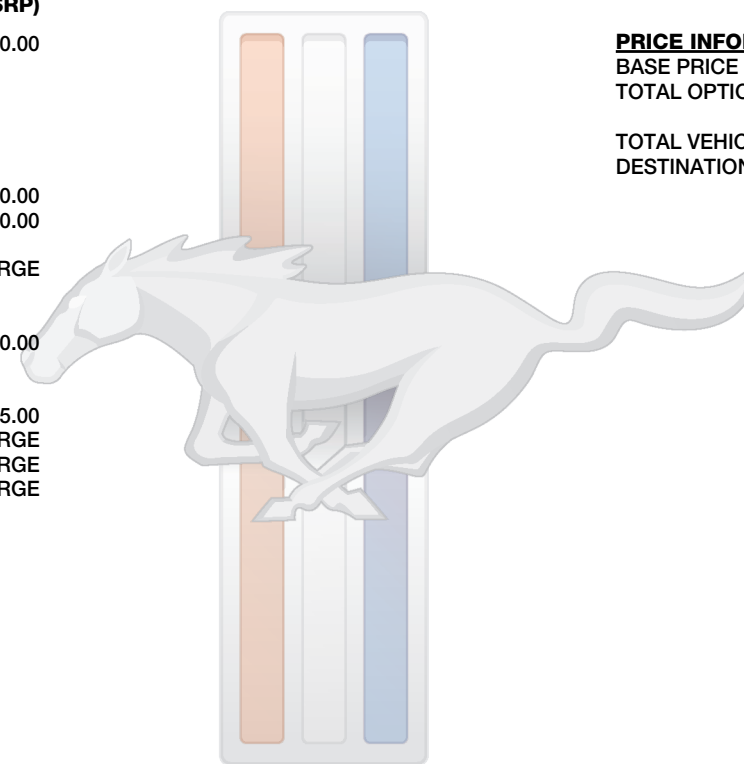 SRP)
0.00
0.00
0.00
RGE
0.00
5.00
RGE
RGE
RGE
PRICE INFO
BASE PRICE
TOTAL OPTIO
TOTAL VEHIC
DESTINATION